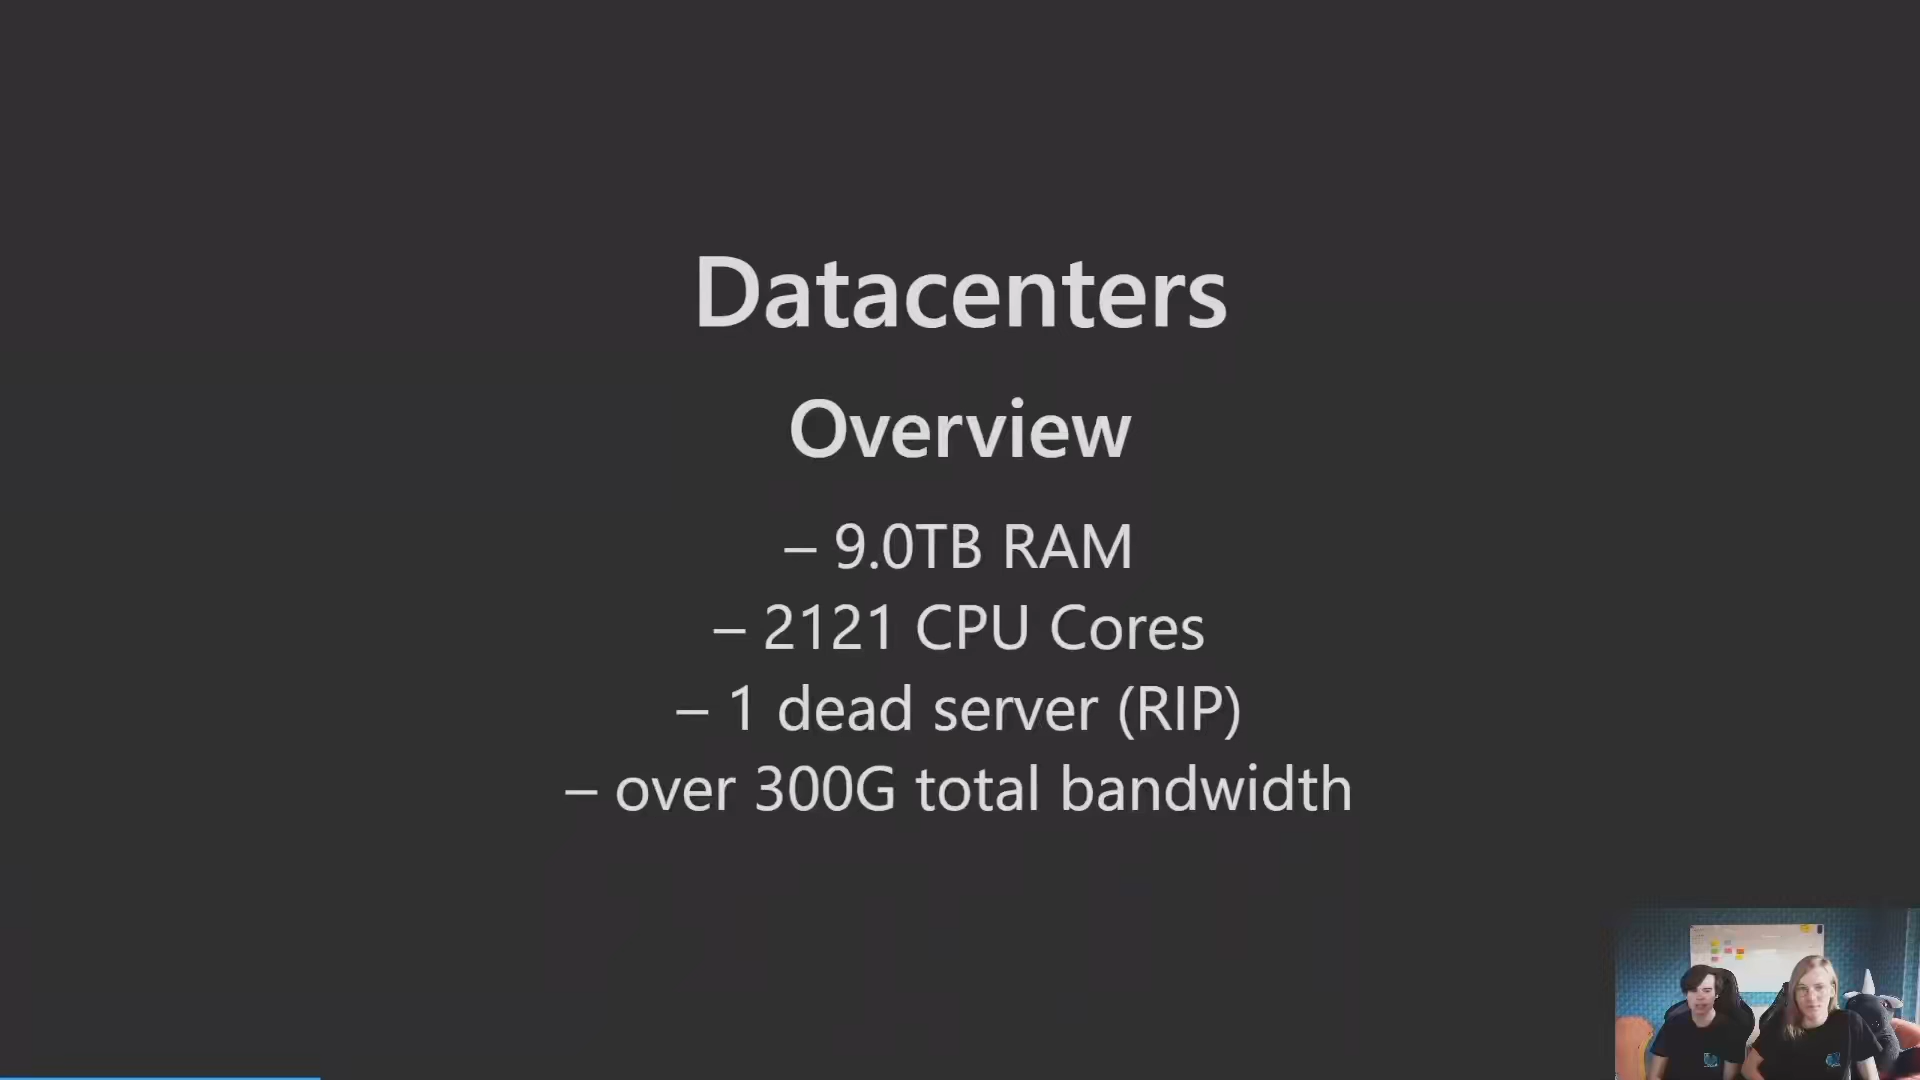 Datacenters
Overview
– 9.0TB RAM
– 2121 CPU Cores
– 1 dead server (RIP)
– over 300G total bandwidth